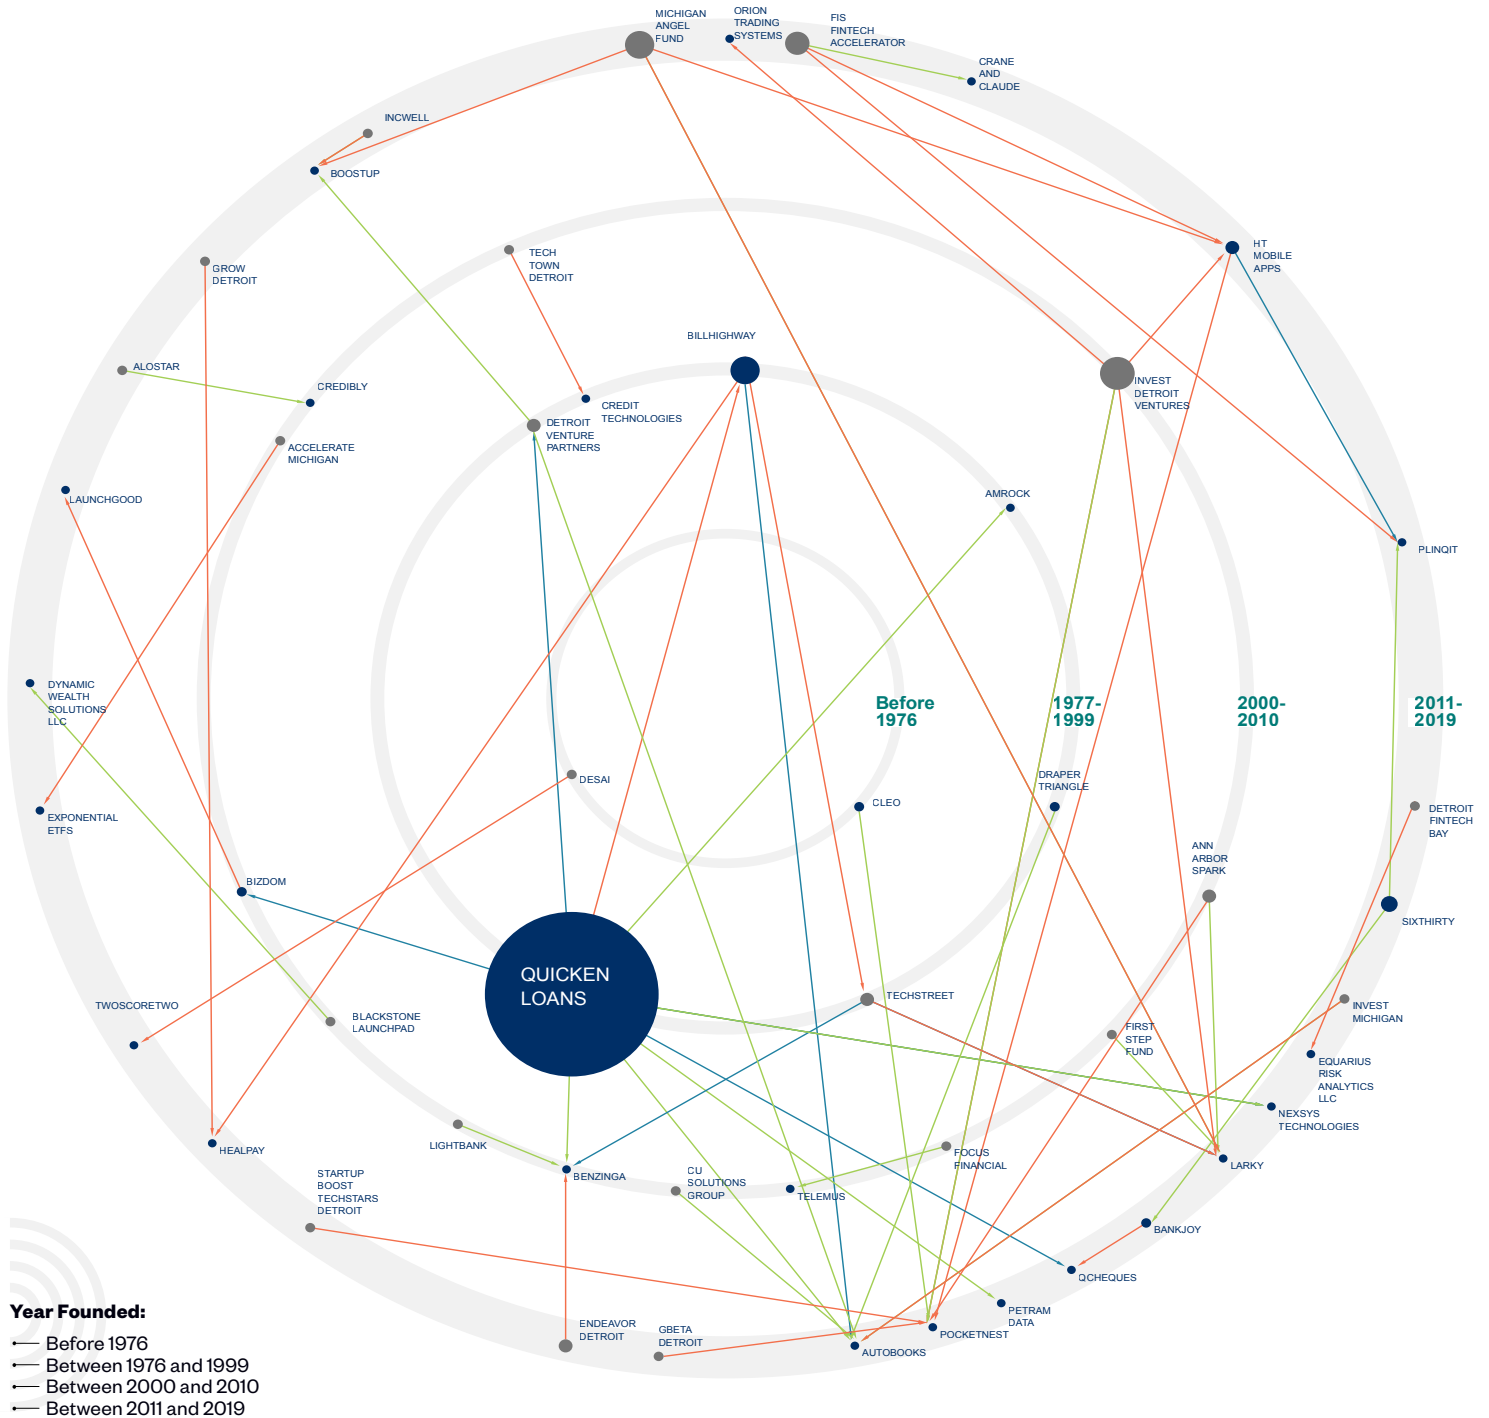 MICHIGAN
ANGEL
FUND
ORION
TRADING
SYSTEMS
FIS
FINTECH
ACCELERATOR
CRANE
AND
CLAUDE
INCWELL
BOOSTUP
HT
MOBILE
APPS
TECH
TOWN
DETROIT
GROW
DETROIT
BILLHIGHWAY
ALOSTAR
CREDIBLY
INVEST
DETROIT
VENTURES
CREDIT
TECHNOLOGIES
DETROIT
VENTURE
PARTNERS
ACCELERATE
MICHIGAN
LAUNCHGOOD
AMROCK
PLINQIT
DYNAMIC
WEALTH
SOLUTIONS
LLC
Before
1976
1977-
1999
2000-
2010
2011-
2019
DESAI
DRAPER
TRIANGLE
CLEO
EXPONENTIAL
ETFS
DETROIT
FINTECH
BAY
ANN
ARBOR
SPARK
BIZDOM
SIXTHIRTY
QUICKEN
LOANS
TECHSTREET
TWOSCORETWO
BLACKSTONE
LAUNCHPAD
INVEST
MICHIGAN
FIRST
STEP
FUND
EQUARIUS
RISK
ANALYTICS
LLC
NEXSYS
TECHNOLOGIES
HEALPAY
LIGHTBANK
FOCUS
FINANCIAL
LARKY
BENZINGA
CU
SOLUTIONS
GROUP
TELEMUS
STARTUP
BOOST
TECHSTARS
DETROIT
BANKJOY
QCHEQUES
PETRAM
DATA
ENDEAVOR
DETROIT
GBETA
DETROIT
POCKETNEST
AUTOBOOKS
Year Founded:
Before 1976
Between 1976 and 1999
Between 2000 and 2010
Between 2011 and 2019